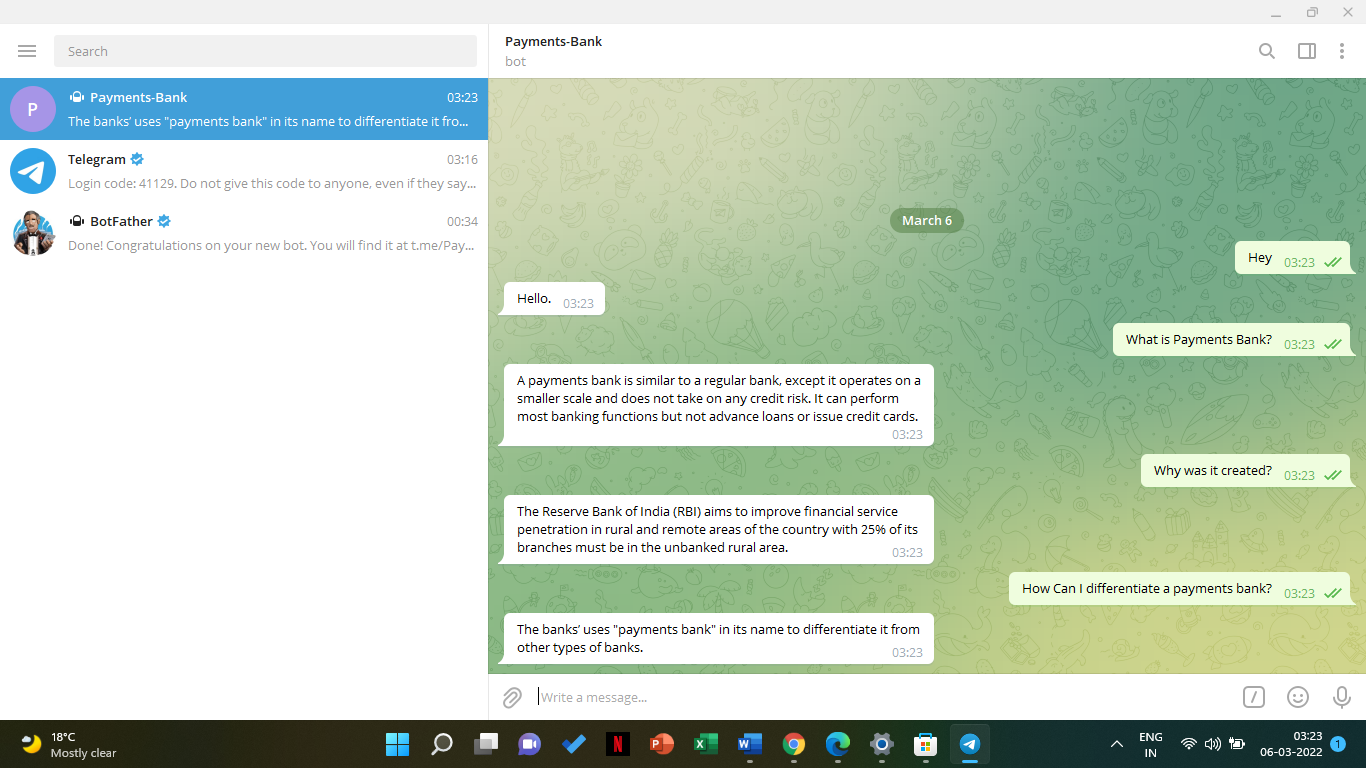 Search
Payments-Bank
bot
P
Payments-Bank 03:23
The banks’ uses "payments bank" in its name to differentiate it fro...
Telegram 03:16
Login code: 41129. Do not give this code to anyone, even if they say...
BotFather 00:34
Done! Congratulations on your new bot. You will find it at t.me/Pay...
March 6
Hey 03:23
Hello. 03:23
What is Payments Bank? 03:23
A payments bank is similar to a regular bank, except it operates on a
smaller scale and does not take on any credit risk. It can perform
most banking functions but not advance loans or issue credit cards.
03:23
Why was it created? 03:23
The Reserve Bank of India (RBI) aims to improve financial service
penetration in rural and remote areas of the country with 25% of its
branches must be in the unbanked rural area. 03:23
How Can I differentiate a payments bank? 03:23
The banks’ uses "payments bank" in its name to differentiate it from
other types of banks. 03:23
Write a message...
18°C
Mostly clear
N
P
X
W
ENG
IN
03:23
06-03-2022
1